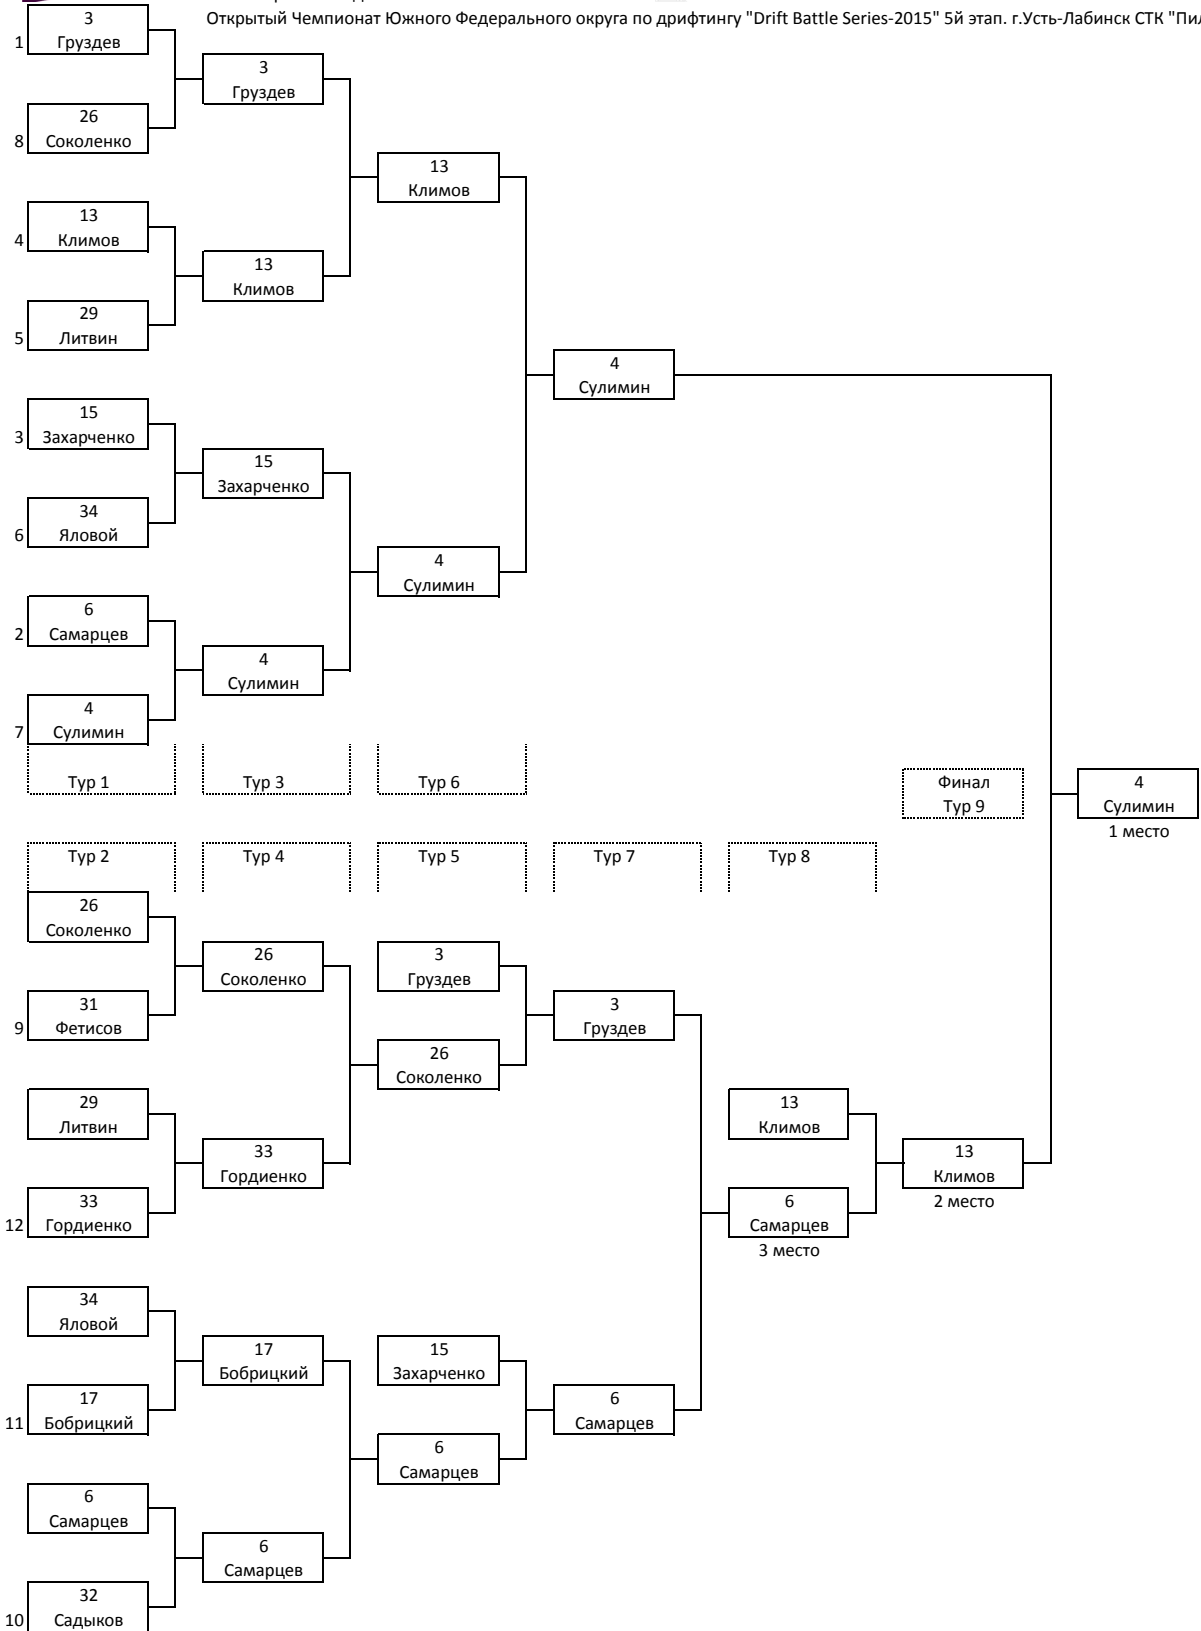 Открытый Чемпионат Южного Федерального округа по дрифтингу "Drift Battle Series-2015" 5й этап. г.Усть-Лабинск СТК
3
1 Груздев
3
Груздев
26
8 Соколенко
13
Климов
13
4 Климов
13
Климов
29
5 Литвин
4
Сулимин
15
3 Захарченко
15
Захарченко
34
6 Яловой
4
Сулимин
6
2 Самарцев
4
Сулимин
4
7 Сулимин
Тур 1 Тур 3 Тур 6
Финал
Тур 9
4
Сулимин
1 место
Тур 2 Тур 4 Тур 5 Тур 7 Тур 8
26
Соколенко
26
Соколенко
3
Груздев
31
9 Фетисов
3
Груздев
26
Соколенко
29
Литвин
13
Климов
33
Гордиенко
13
Климов
2 место
33
12 Гордиенко
6
Самарцев
3 место
34
Яловой
17
Бобрицкий
15
Захарченко
17
11 Бобрицкий
6
Самарцев
6
Самарцев
6
Самарцев
6
Самарцев
32
10 Садыков